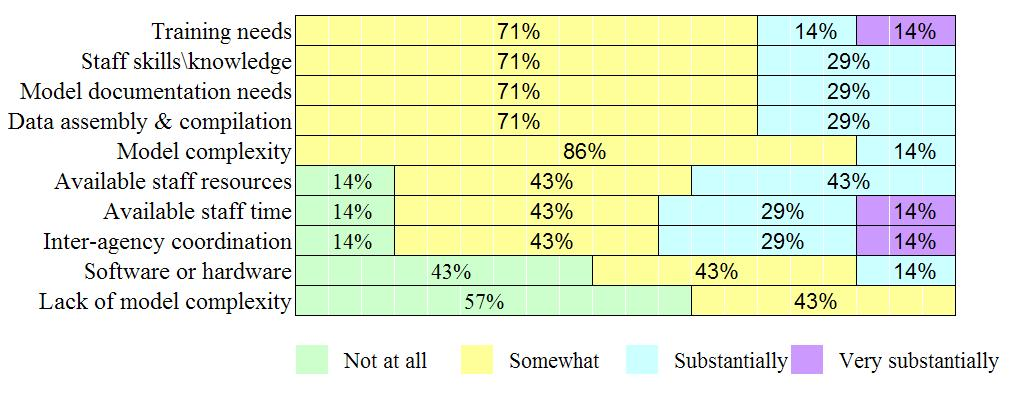 Training needs 71% 14% 14%
Staff skills\knowledge 71% 29%
Model documentation needs 71% 29%
Data assembly & compilation 71% 29%
Model complexity 86% 14%
Available staff resources 14% 43% 43%
Available staff time 14% 43% 29% 14%
Inter-agency coordination 14% 43% 29% 14%
Software or hardware 43% 43% 14%
Lack of model complexity 57% 43%
Not at all Somewhat Substantially Very substantially